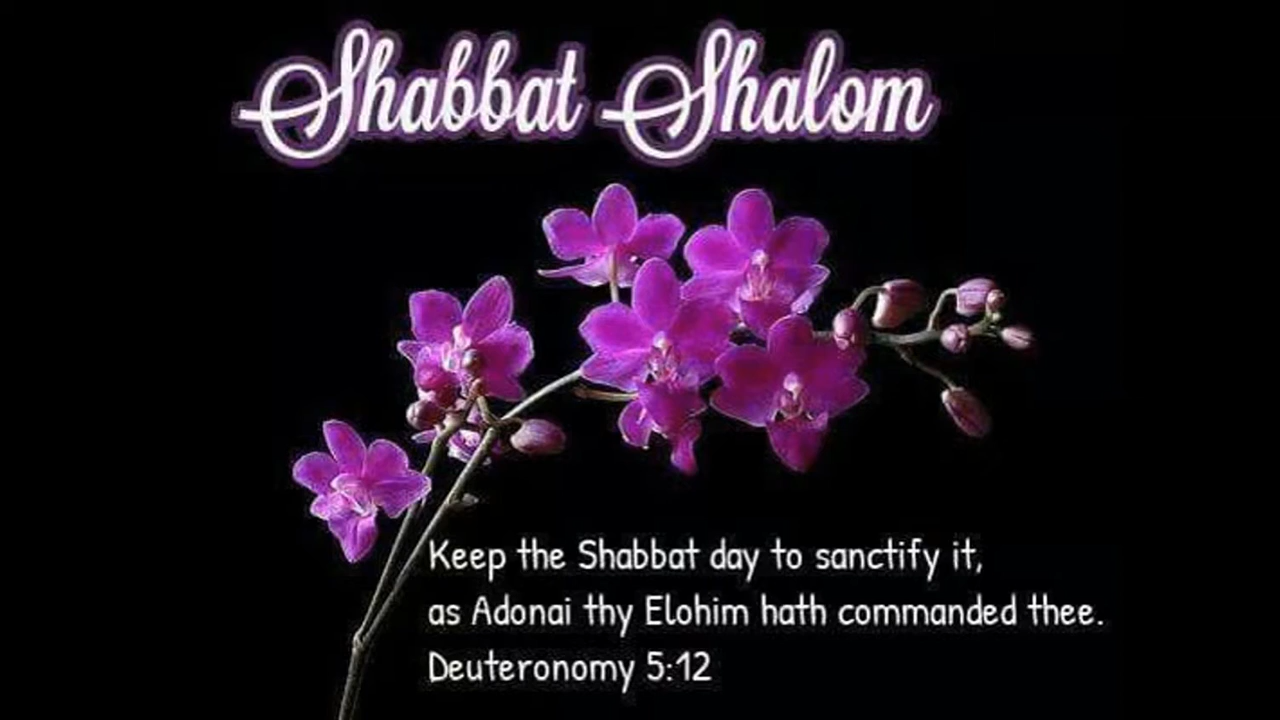 Shabbat Shalom
Keep the Shabbat day to sanctify it,
as Adonai thy Elohim hath commanded thee.
Deuteronomy 5:12